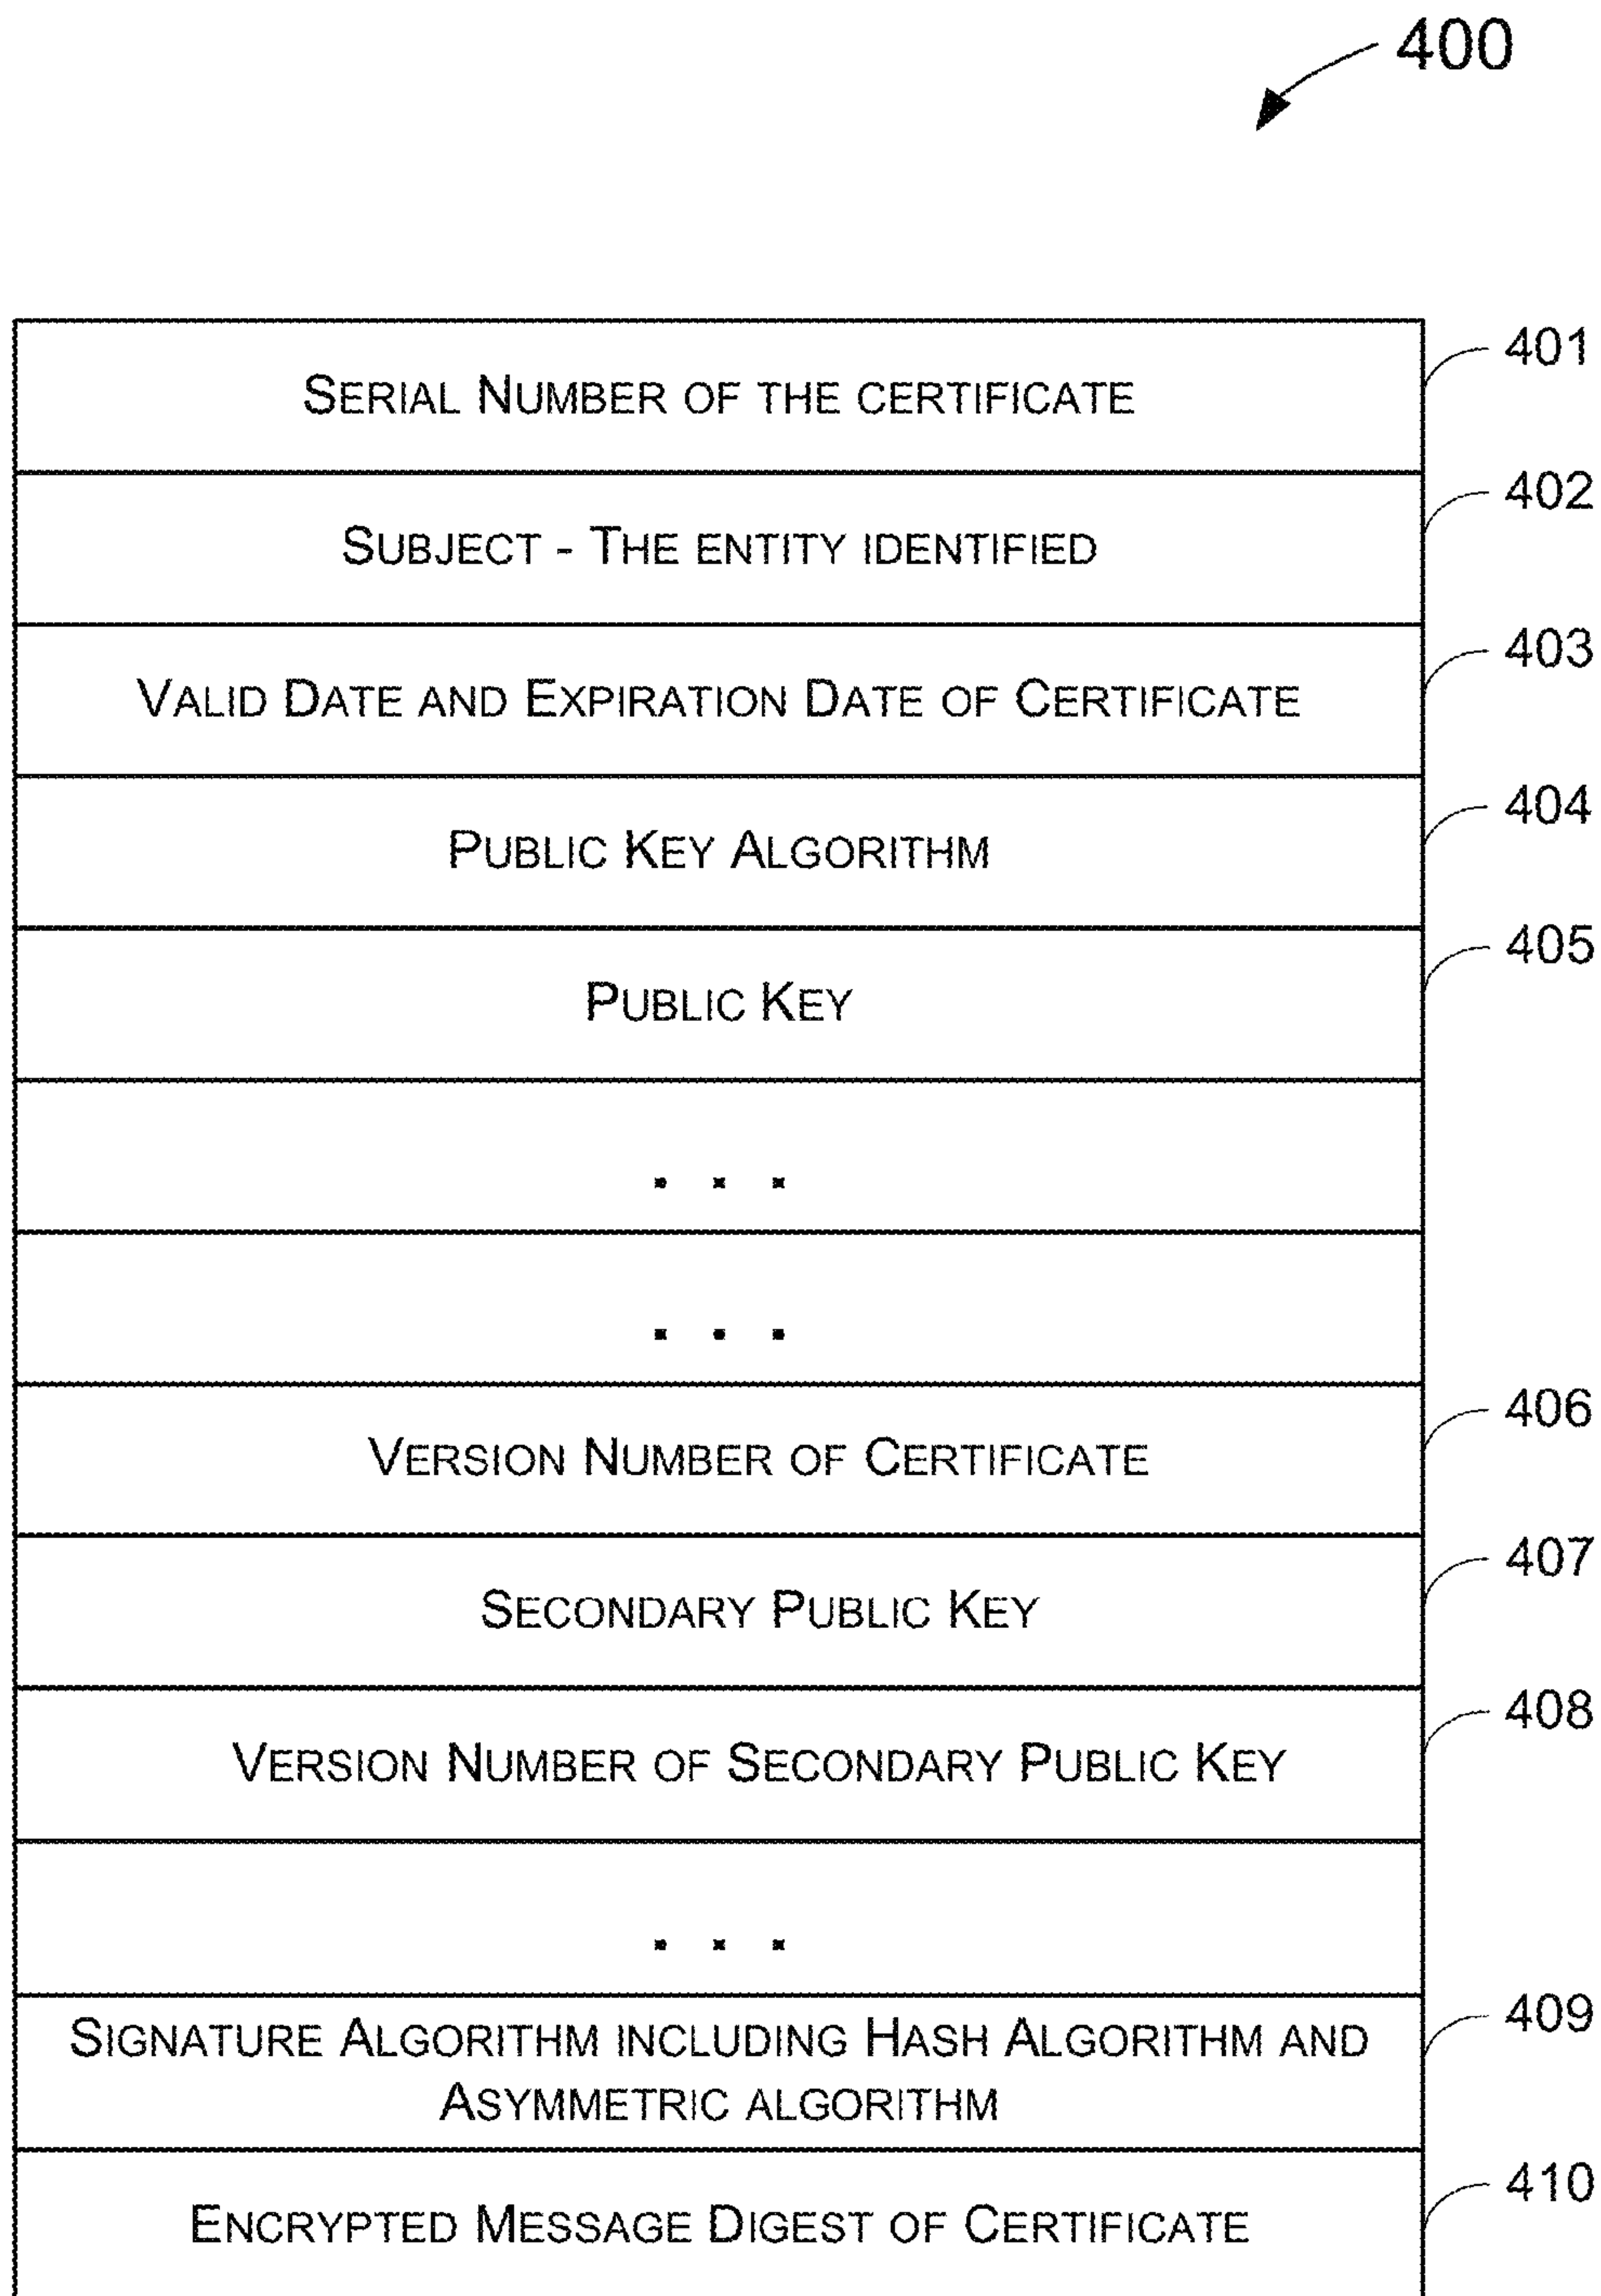 400
SERIAL NUMBER OF THE CERTIFICATE
401
SUBJECT - THE ENTITY IDENTIFIED
402
VALID DATE AND EXPIRATION DATE OF CERTIFICATE
403
PUBLIC KEY ALGORITHM
404
PUBLIC KEY
405
. . .
. . .
VERSION NUMBER OF CERTIFICATE
406
SECONDARY PUBLIC KEY
407
VERSION NUMBER OF SECONDARY PUBLIC KEY
408
. . .
SIGNATURE ALGORITHM INCLUDING HASH ALGORITHM AND
ASYMMETRIC ALGORITHM
409
ENCRYPTED MESSAGE DIGEST OF CERTIFICATE
410